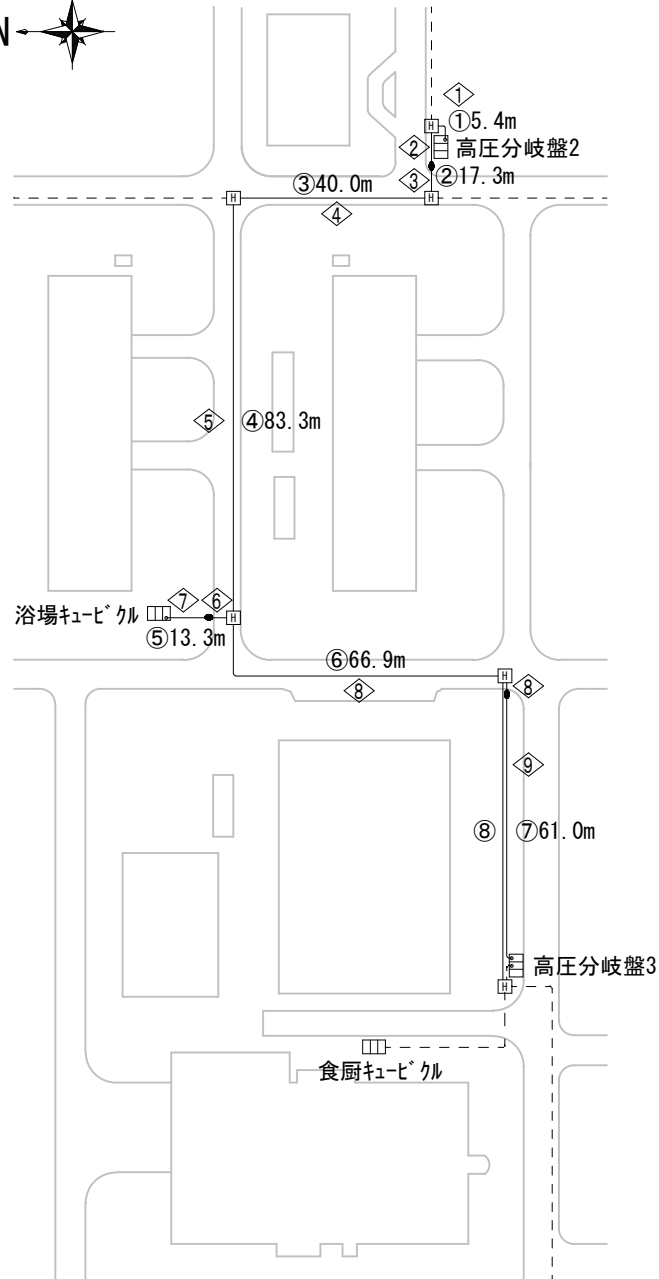 N
1
①5.4m
H
高圧分岐盤2
2
3
②17.3m
③40.0m
H
H
4
5
④83.3m
浴場キュービクル
7
6
H
⑤13.3m
⑥66.9m
H
8
8
9
⑧
⑦61.0m
高圧分岐盤3
H
食厨キュービクル